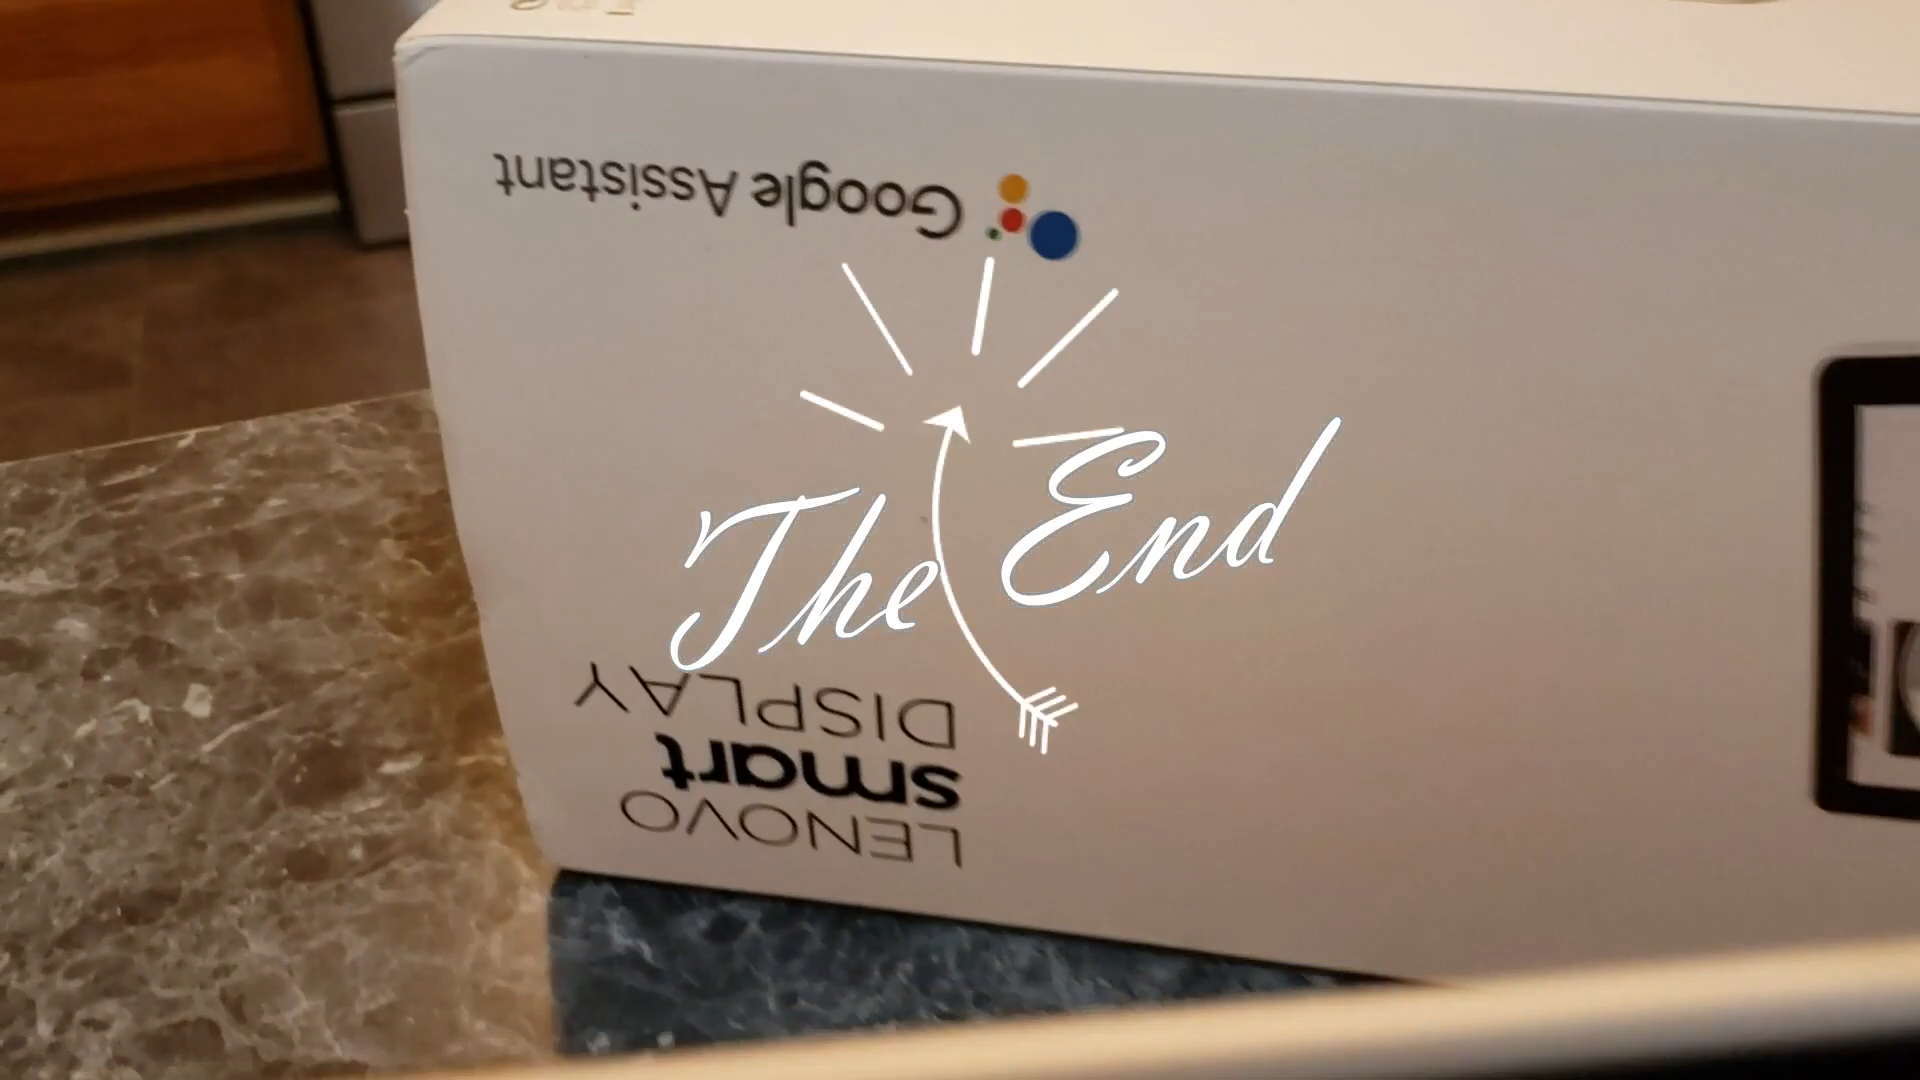 Google Assistant
The End
LENOVO
smart
DISPLAY